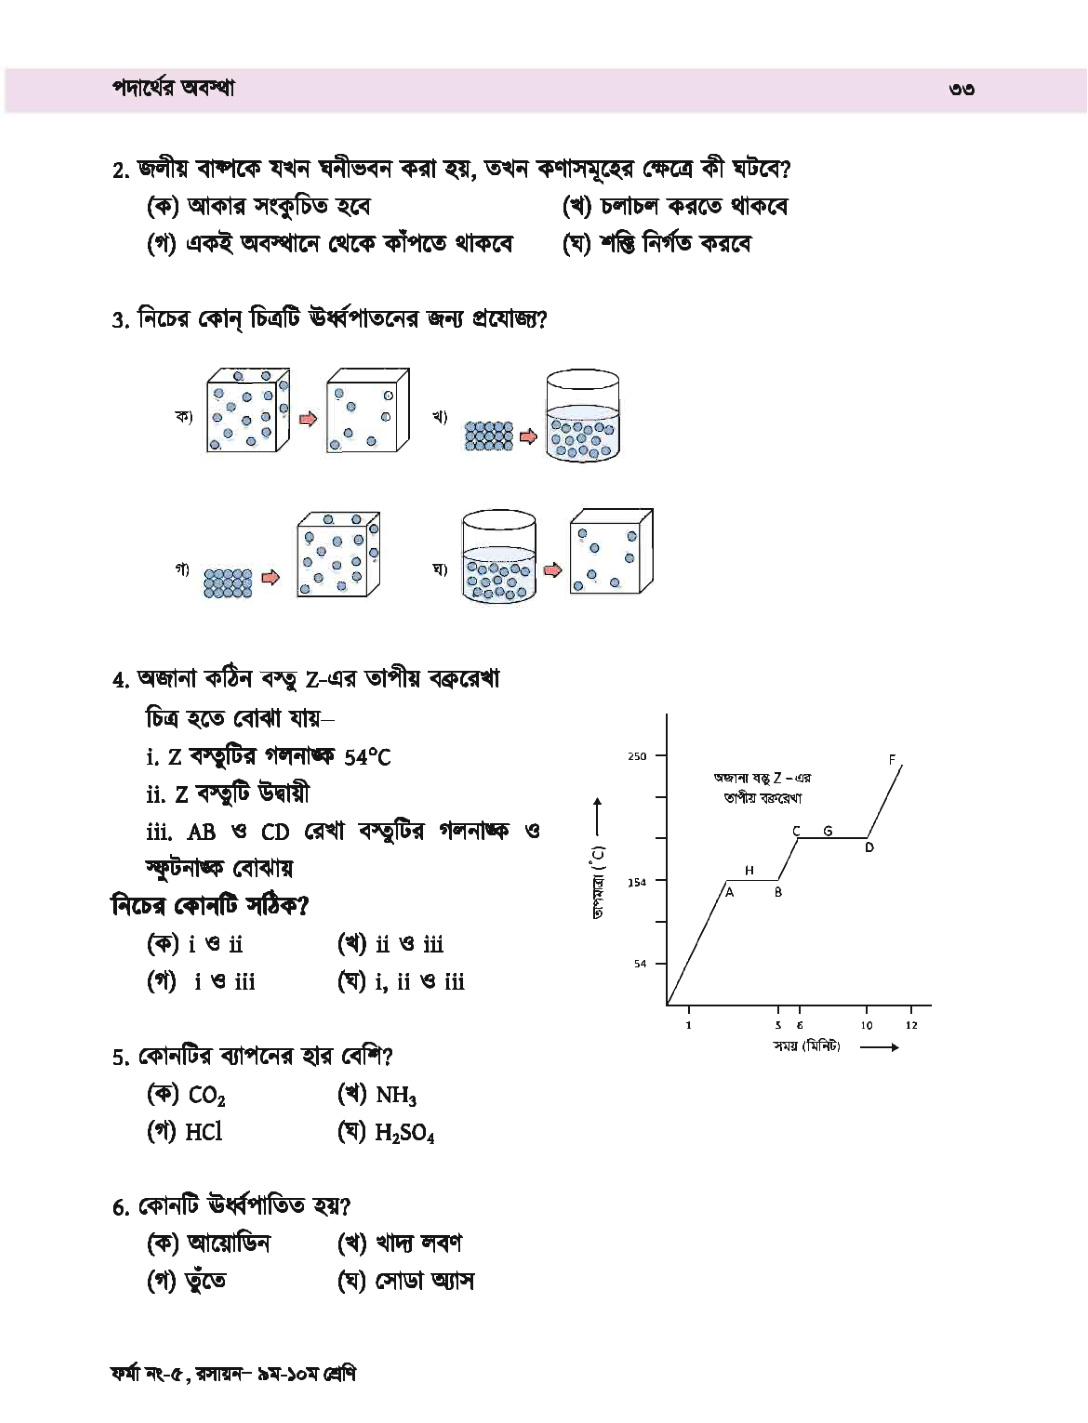 পদার্থের অবস্থা ৩৩
2. জলীয় বাষ্পকে যখন ঘনীভবন করা হয়, তখন কণাসমূহের ক্ষেত্রে কী ঘটবে?
(ক) আকার সংকুচিত হবে (খ) চলাচল করতে থাকবে
(গ) একই অবস্থানে থেকে কাঁপতে থাকবে (ঘ) শক্তি নির্গত করবে
3. নিচের কোন্ চিত্রটি ঊর্ধ্বপাতনের জন্য প্রযোজ্য?
ক) খ)
গ) ঘ)
4. অজানা কঠিন বস্তু Z-এর তাপীয় বক্ররেখা
চিত্র হতে বোঝা যায়–
i. Z বস্তুটির গলনাঙ্ক 54°C
ii. Z বস্তুটি উদ্বায়ী
iii. AB ও CD রেখা বস্তুটির গলনাঙ্ক ও
স্ফুটনাঙ্ক বোঝায়
নিচের কোনটি সঠিক?
(ক) i ও ii (খ) ii ও iii
(গ) i ও iii (ঘ) i, ii ও iii
250
154
54
তাপমাত্রা (°C)
অজানা বস্তু Z –এর
তাপীয় বক্ররেখা
F
C G
D
H
A B
1 5 6 10 12
সময় (মিনিট)
5. কোনটির ব্যাপনের হার বেশি?
(ক) CO₂ (খ) NH₃
(গ) HCl (ঘ) H₂SO₄
6. কোনটি ঊর্ধ্বপাতিত হয়?
(ক) আয়োডিন (খ) খাদ্য লবণ
(গ) তুঁতে (ঘ) সোডা অ্যাস
ফর্মা নং-৫, রসায়ন– ৯ম-১০ম শ্রেণি